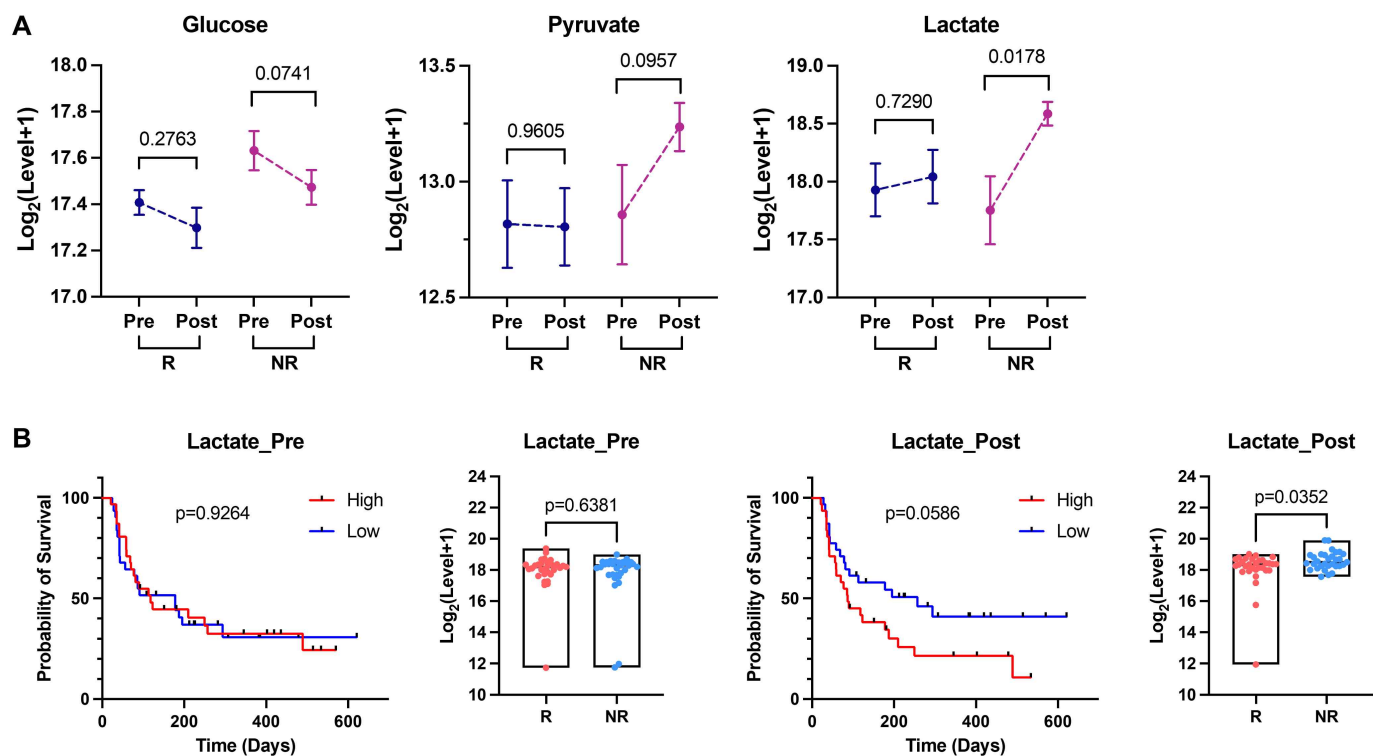 A
Glucose
Log2(Level+1)
18.0
17.8
17.6
17.4
17.2
17.0
0.2763
0.0741
Pre Post Pre Post
R NR
Pyruvate
Log2(Level+1)
13.5
13.0
12.5
0.9605
0.0957
Pre Post Pre Post
R NR
Lactate
Log2(Level+1)
19.0
18.5
18.0
17.5
17.0
0.7290
0.0178
Pre Post Pre Post
R NR
B
Lactate_Pre
Probability of Survival
100
50
0
p=0.9264
High
Low
0 200 400 600
Time (Days)
Lactate_Pre
Log2(Level+1)
24
22
20
18
16
14
12
10
p=0.6381
R NR
Lactate_Post
Probability of Survival
100
50
0
p=0.0586
High
Low
0 200 400 600
Time (Days)
Lactate_Post
Log2(Level+1)
24
22
20
18
16
14
12
10
p=0.0352
R NR